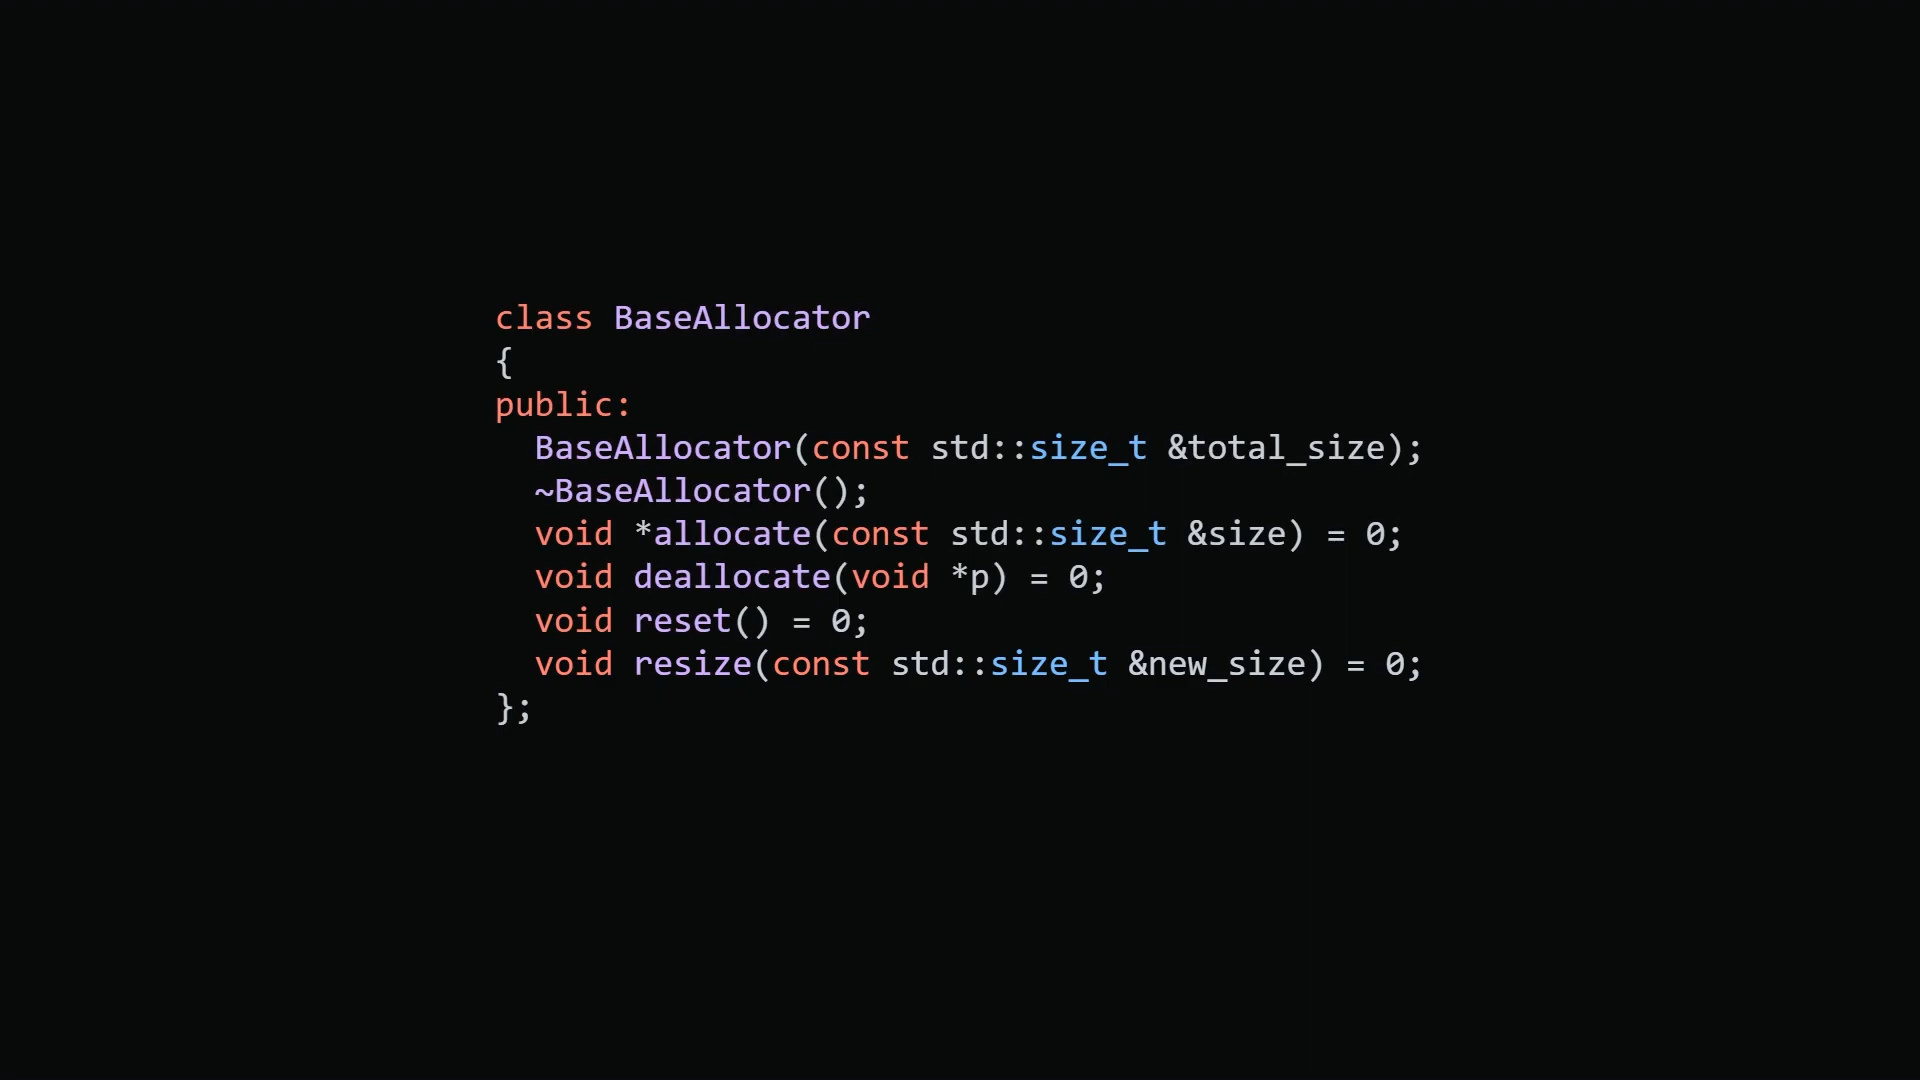 class BaseAllocator
{
public:
  BaseAllocator(const std::size_t &total_size);
  ~BaseAllocator();
  void *allocate(const std::size_t &size) = 0;
  void deallocate(void *p) = 0;
  void reset() = 0;
  void resize(const std::size_t &new_size) = 0;
};